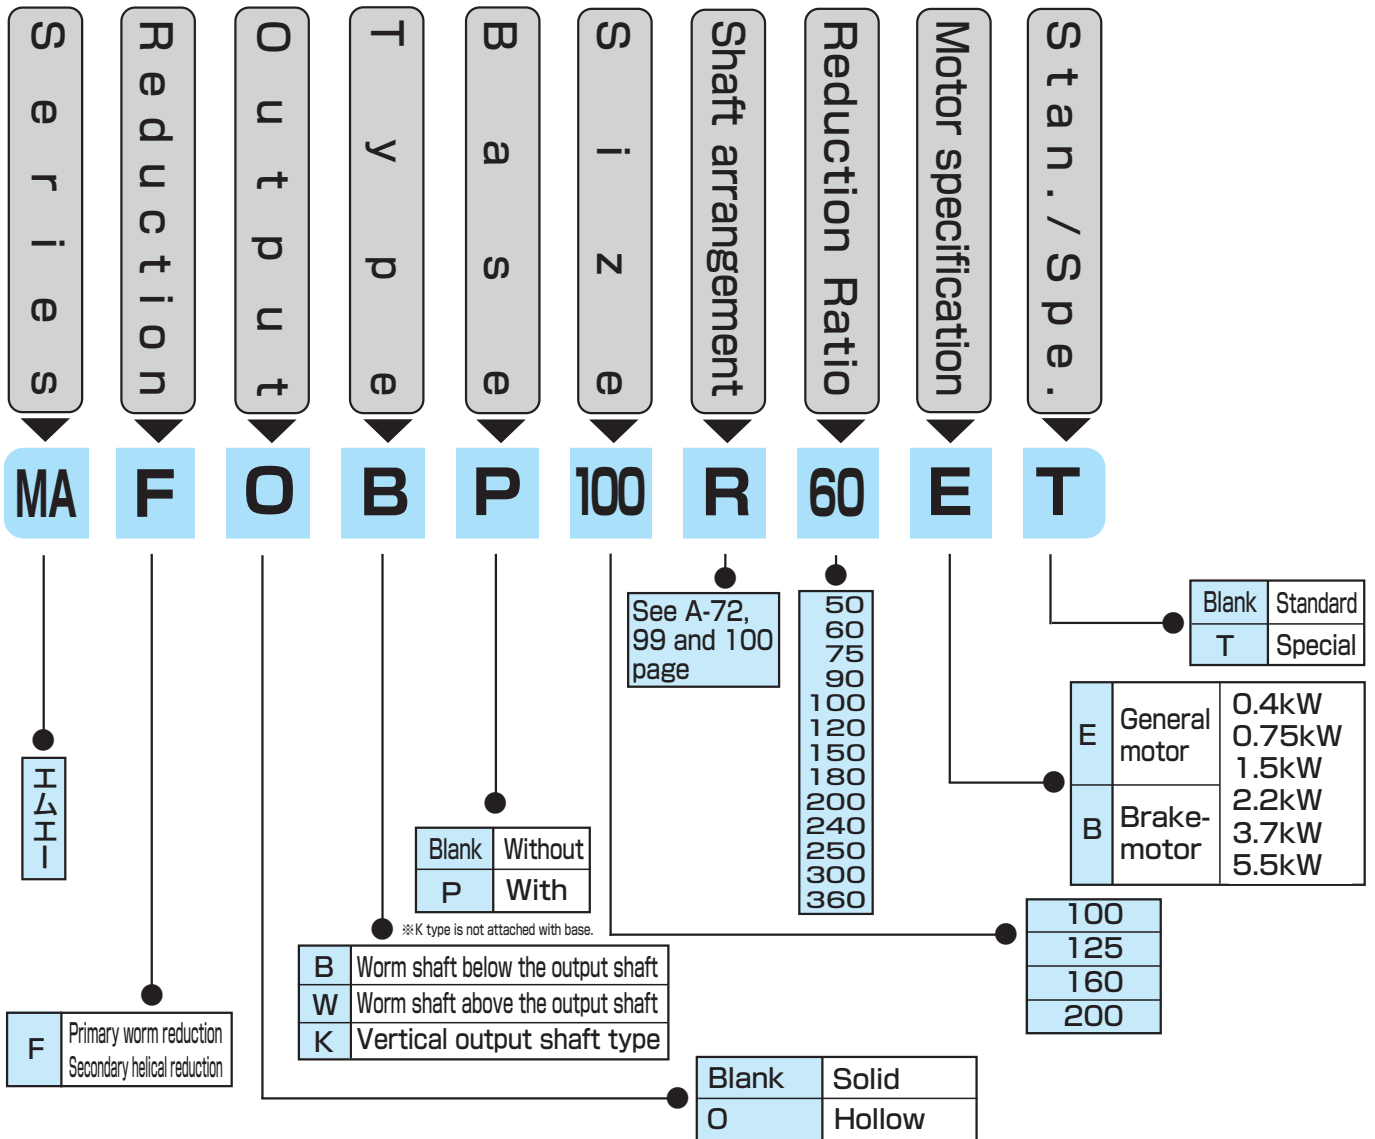 Series
Reduction
Output
Type
Base
Size
Shaft arrangement
Reduction Ratio
Motor specification
Stan./Spe.
MA F O B P 100 R 60 E T
See A-72,
99 and 100
page
50
60
75
90
100
120
150
180
200
240
250
300
360
Blank Standard
T Special
E General motor
B Brake-motor
0.4kW
0.75kW
1.5kW
2.2kW
3.7kW
5.5kW
エムエー
Blank Without
P With
※K type is not attached with base.
100
125
160
200
B Worm shaft below the output shaft
W Worm shaft above the output shaft
K Vertical output shaft type
F Primary worm reduction
Secondary helical reduction
Blank Solid
O Hollow